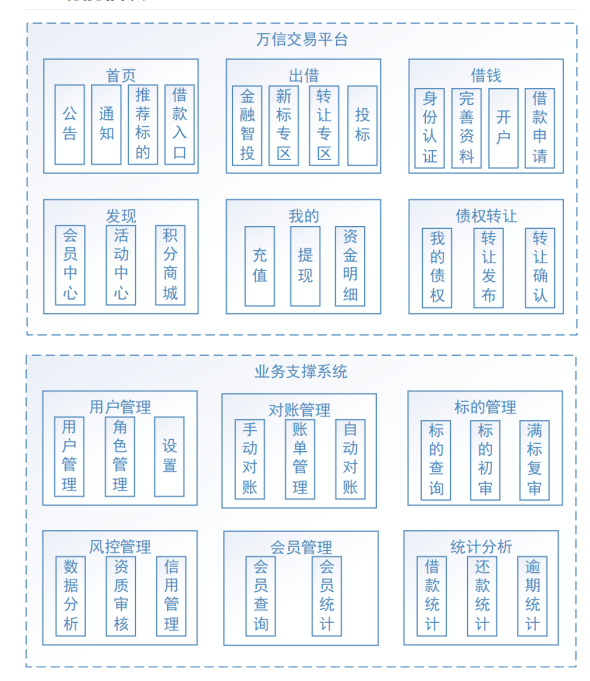 万信交易平台
首页
公告
通知
推荐标的
借款入口
出借
金融智投
新标专区
转让专区
投标
借钱
身份认证
完善资料
开户
借款申请
发现
会员中心
活动中心
积分商城
我的
充值
提现
资金明细
债权转让
我的债权
转让发布
转让确认
业务支撑系统
用户管理
用户管理
角色管理
设置
对账管理
手动对账
账单管理
自动对账
标的管理
标的查询
标的初审
满标复审
风控管理
数据分析
资质审核
信用管理
会员管理
会员查询
会员统计
统计分析
借款统计
还款统计
逾期统计